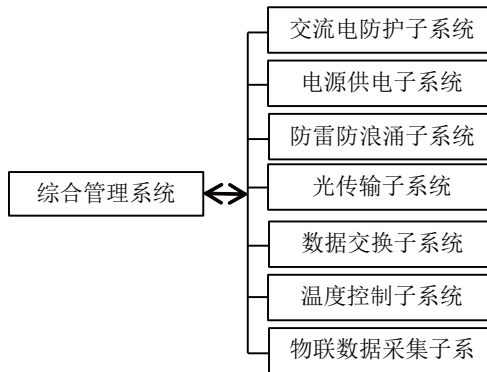 交流电防护子系统
电源供电子系统
防雷防浪涌子系统
光传输子系统
综合管理系统
数据交换子系统
温度控制子系统
物联数据采集子系